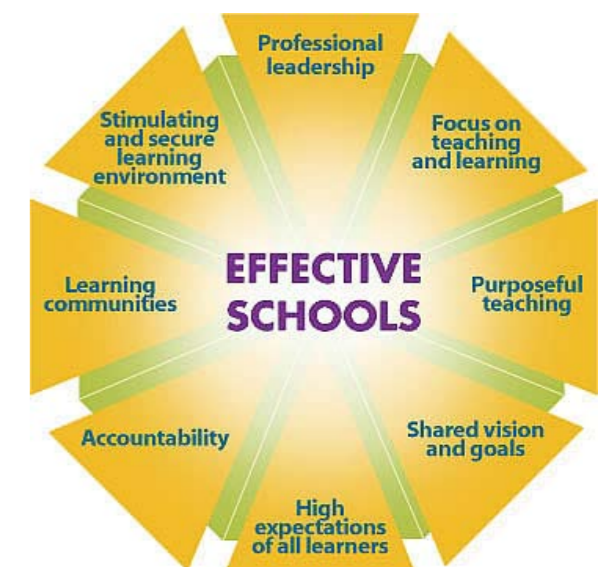 Professional
leadership
Focus on
teaching
and learning
Purposeful
teaching
Shared vision
and goals
High
expectations
of all learners
Accountability
Learning
communities
Stimulating
and secure
learning
environment
EFFECTIVE
SCHOOLS